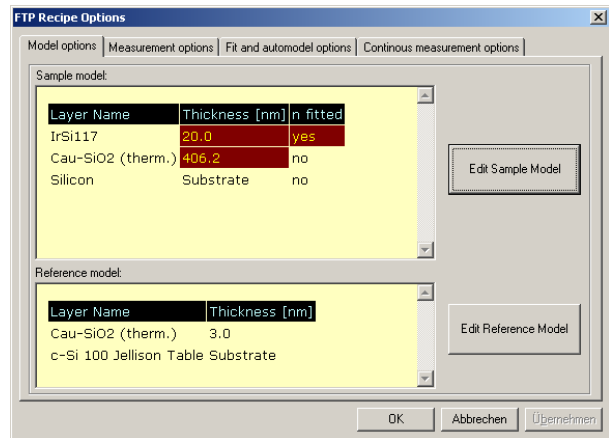 FTP Recipe Options
Model options Measurement options Fit and automodel options Continous measurement options
Sample model:
Layer Name Thickness [nm] n fitted
IrSi117 20.0 yes
Cau-SiO2 (therm.) 406.2 no
Silicon Substrate no
Edit Sample Model
Reference model:
Layer Name Thickness [nm]
Cau-SiO2 (therm.) 3.0
c-Si 100 Jellison Table Substrate
Edit Reference Model
OK Abbrechen Übernehmen